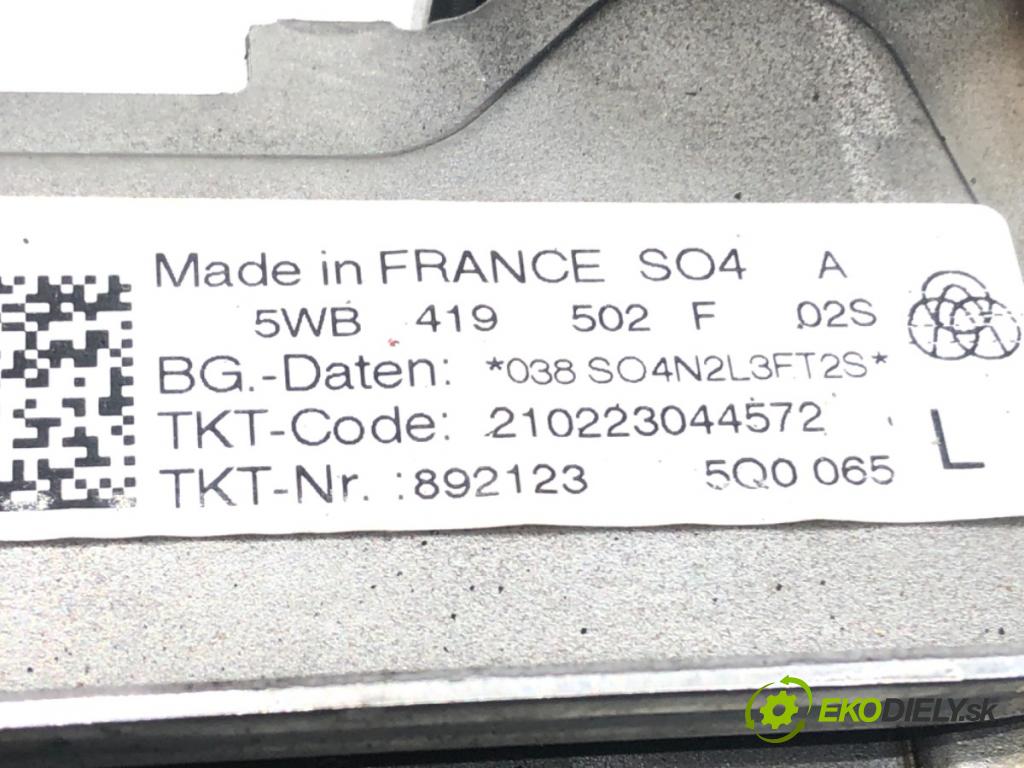 Made in FRANCE SO4 A
5WB 419 502 F 02S
BG.-Daten: *038 SO4N2L3FT2S*
TKT-Code: 210223044572
TKT-Nr. :892123 5Q0 065
L
EKODIELY.sk